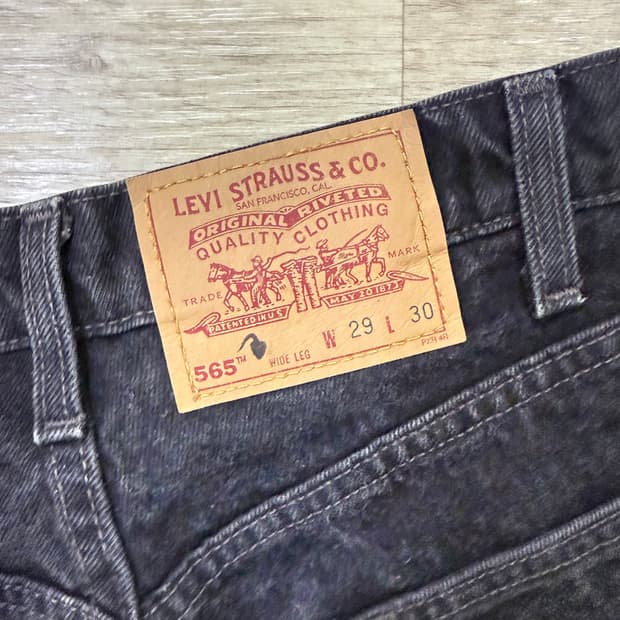 LEVI STRAUSS & CO.
SAN FRANCISCO, CAL.
ORIGINAL RIVETED
QUALITY CLOTHING
TRADE MARK
PATENTED IN U.S. MAY 20 1873
565™ WIDE LEG W 29 L 30